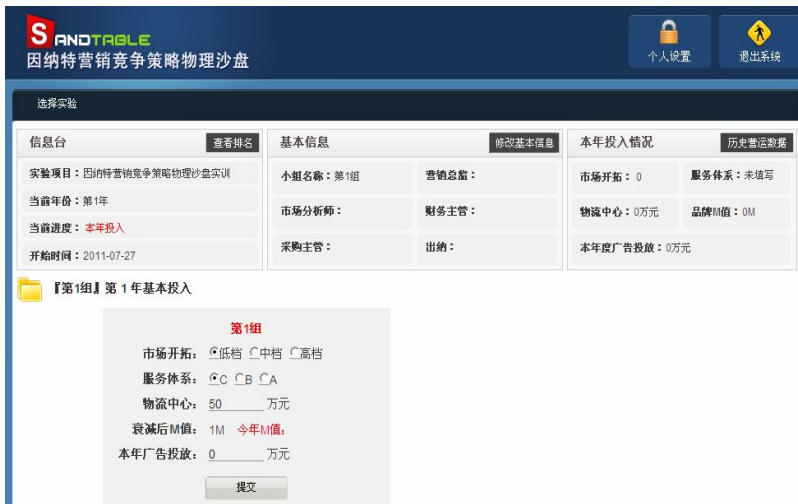 SANDTABLE
因纳特营销竞争策略物理沙盘
个人设置
退出系统
选择实验
信息台 查看排名
实验项目：因纳特营销竞争策略物理沙盘实训
当前年份：第1年
当前进度：本年投入
开始时间：2011-07-27
基本信息 修改基本信息
小组名称：第1组 营销总监：
市场分析师： 财务主管：
采购主管： 出纳：
本年投入情况 历史营运数据
市场开拓：0 服务体系：未填写
物流中心：0万元 品牌M值：0M
本年度广告投放：0万元
『第1组』第 1 年基本投入
第1组
市场开拓： 低档 中档 高档
服务体系： C B A
物流中心： 50 万元
衰减后M值： 1M 今年M值：
本年广告投放： 0 万元
提交